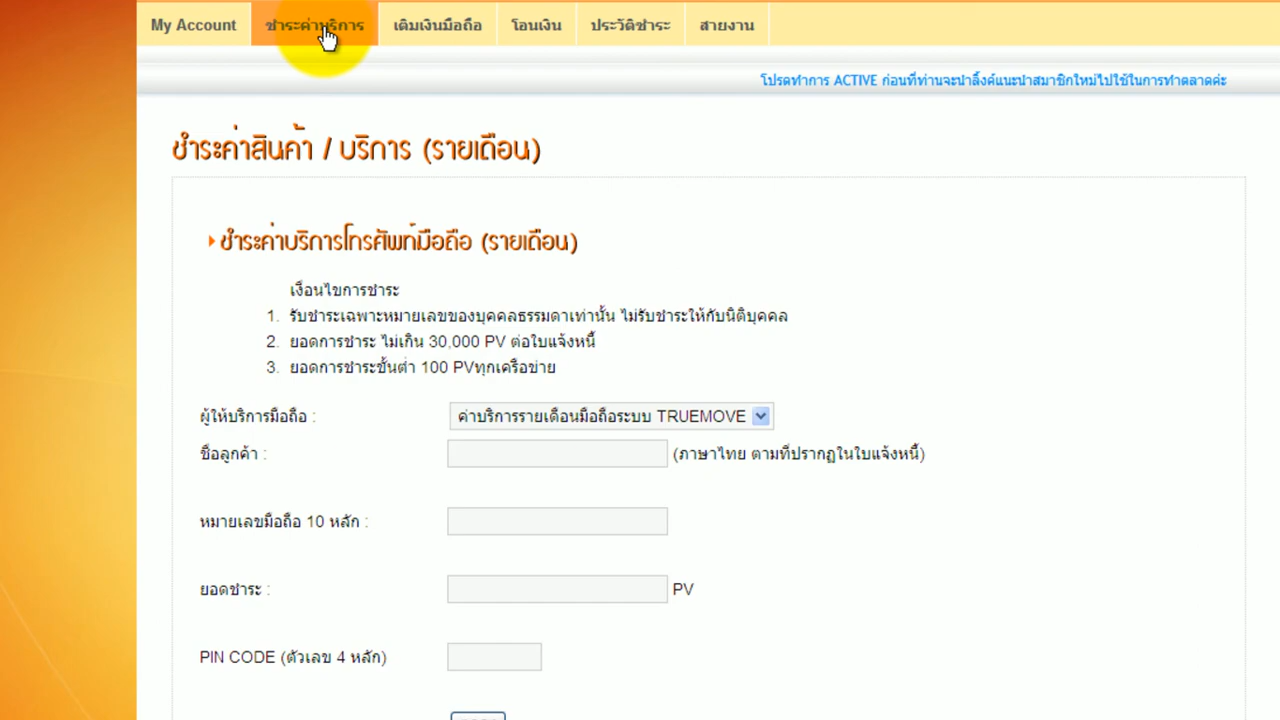 My Account ชำระค่าบริการ เติมเงินมือถือ โอนเงิน ประวัติชำระ สายงาน
โปรดทำการ ACTIVE ก่อนที่ท่านจะนำลิ้งค์แนะนำสมาชิกใหม่ไปใช้ในการทำตลาดค่ะ
ชำระค่าสินค้า / บริการ (รายเดือน)
ชำระค่าบริการโทรศัพท์มือถือ (รายเดือน)
เงื่อนไขการชำระ
1. รับชำระเฉพาะหมายเลขของบุคคลธรรมดาเท่านั้น ไม่รับชำระให้กับนิติบุคคล
2. ยอดการชำระ ไม่เกิน 30,000 PV ต่อใบแจ้งหนี้
3. ยอดการชำระขั้นต่ำ 100 PVทุกเครือข่าย
ผู้ให้บริการมือถือ : ค่าบริการรายเดือนมือถือระบบ TRUEMOVE
ชื่อลูกค้า : (ภาษาไทย ตามที่ปรากฏในใบแจ้งหนี้)
หมายเลขมือถือ 10 หลัก :
ยอดชำระ : PV
PIN CODE (ตัวเลข 4 หลัก)